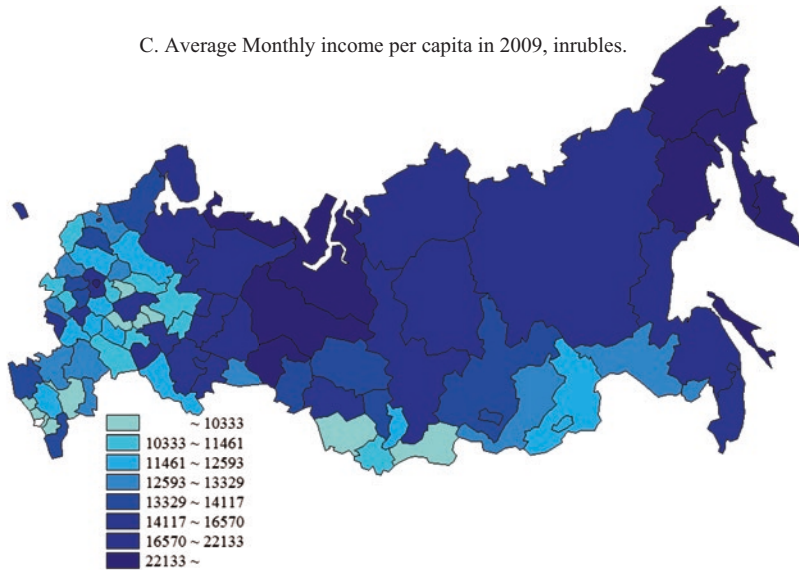 C. Average Monthly income per capita in 2009, inrubles.
~ 10333
10333 ~ 11461
11461 ~ 12593
12593 ~ 13329
13329 ~ 14117
14117 ~ 16570
16570 ~ 22133
22133 ~